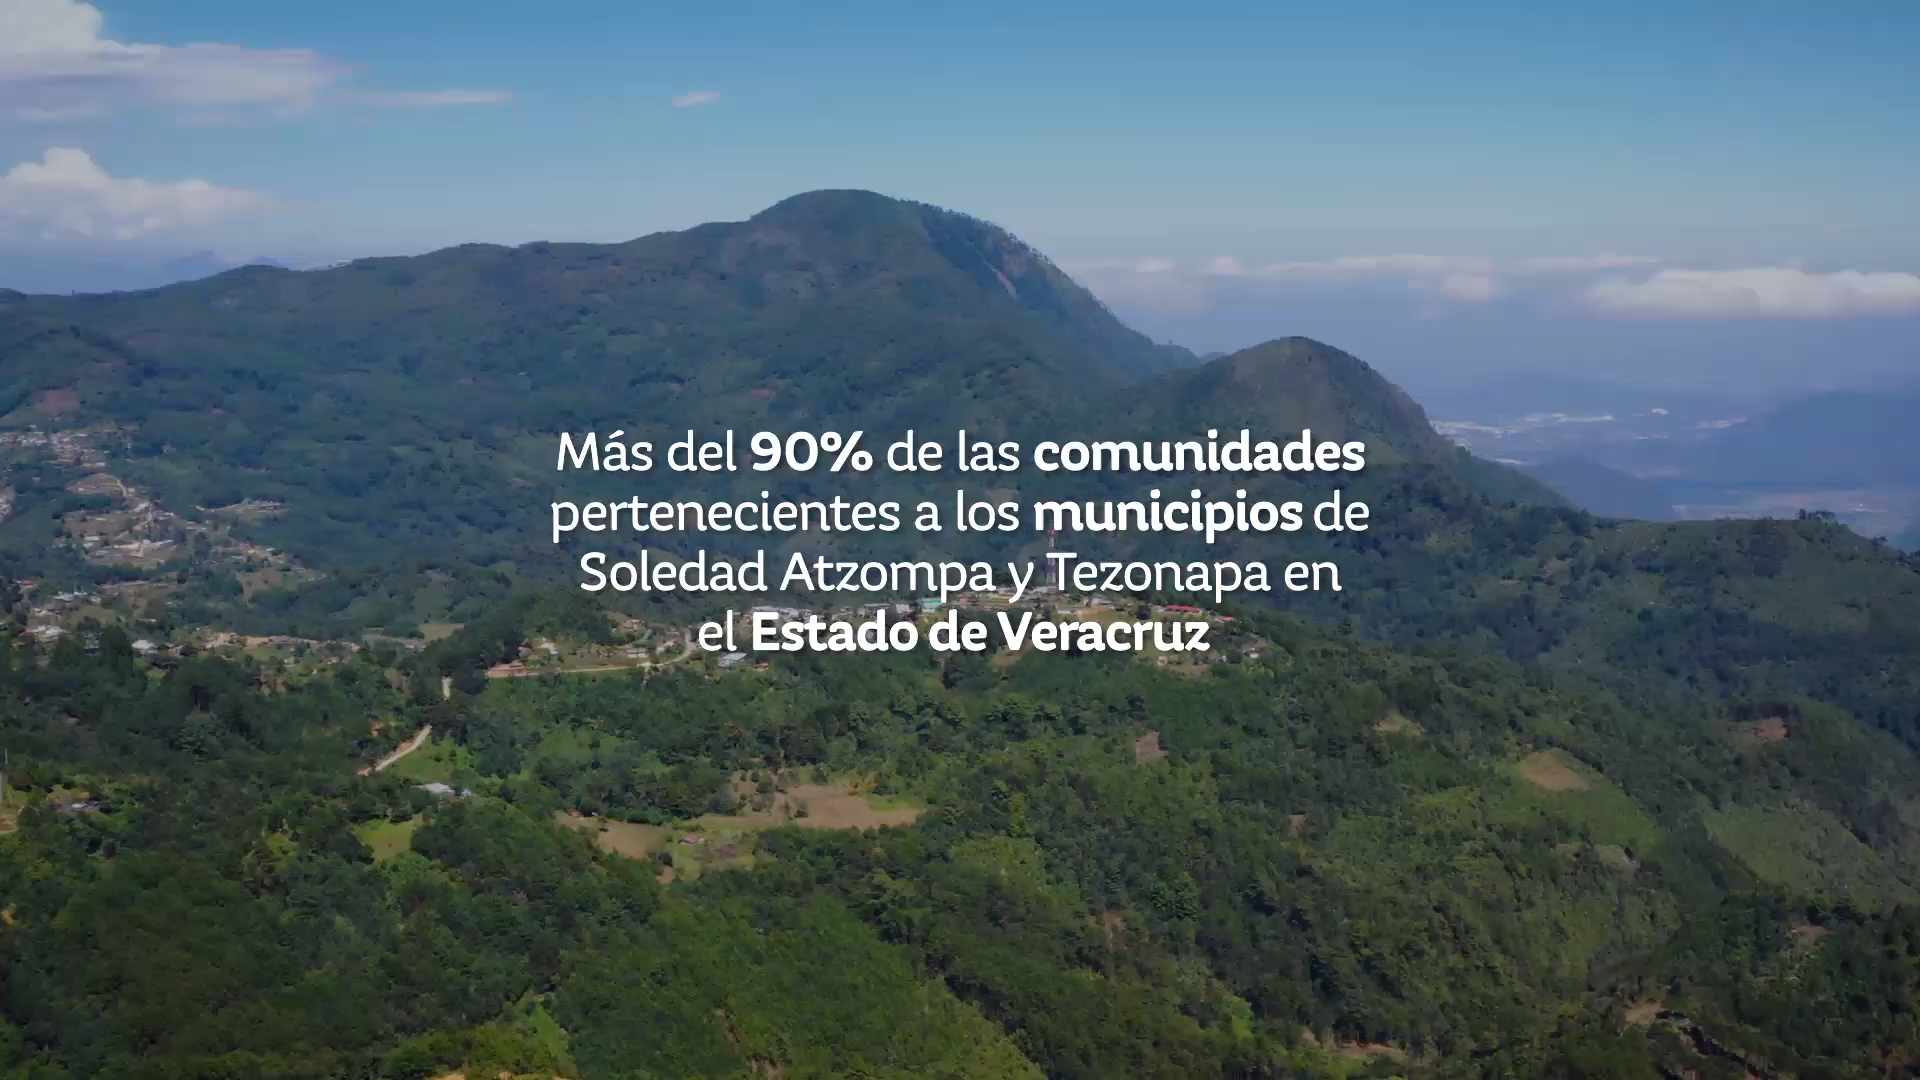 Más del 90% de las comunidades
pertenecientes a los municipios de
Soledad Atzompa y Tezonapa en
el Estado de Veracruz